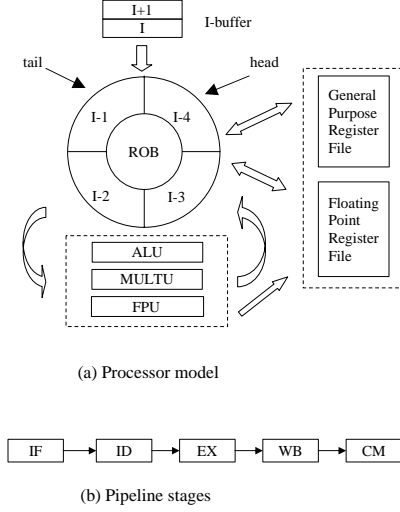 I+1
I
I-buffer
tail
head
I-1
I-4
ROB
I-2
I-3
General
Purpose
Register
File
Floating
Point
Register
File
ALU
MULTU
FPU
(a) Processor model
IF
ID
EX
WB
CM
(b) Pipeline stages